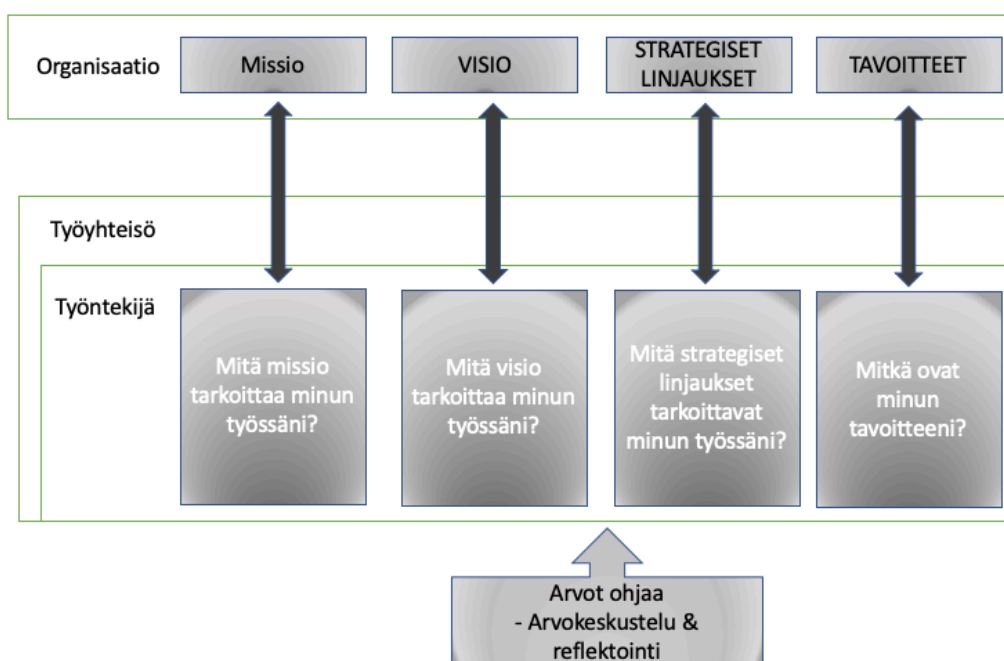 Organisaatio
Missio
VISIO
STRATEGISET
LINJAUKSET
TAVOITTEET
Työyhteisö
Työntekijä
Mitä missio
tarkoittaa minun
työssäni?
Mitä visio
tarkoittaa minun
työssäni?
Mitä strategiset
linjaukset
tarkoittavat
minun työssäni?
Mitkä ovat
minun
tavoitteeni?
Arvot ohjaa
- Arvokeskustelu &
reflektointi